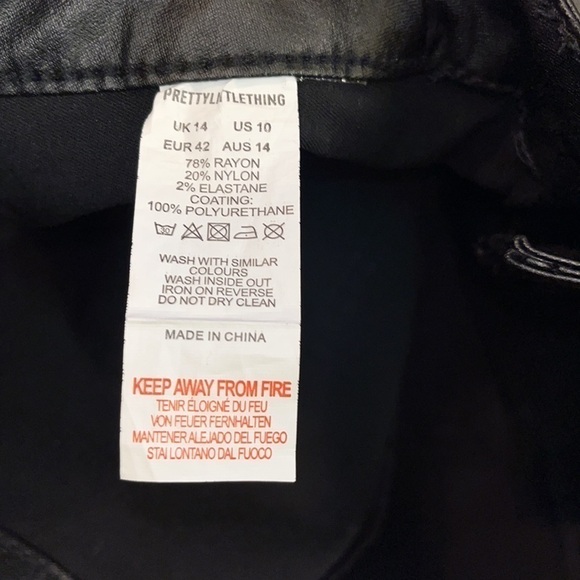 PRETTYLITTLETHING
UK 14 US 10
EUR 42 AUS 14
78% RAYON
20% NYLON
2% ELASTANE
COATING:
100% POLYURETHANE
30
WASH WITH SIMILAR
COLOURS
WASH INSIDE OUT
IRON ON REVERSE
DO NOT DRY CLEAN
MADE IN CHINA
KEEP AWAY FROM FIRE
TENIR ÉLOIGNÉ DU FEU
VON FEUER FERNHALTEN
MANTENER ALEJADO DEL FUEGO
STAI LONTANO DAL FUOCO